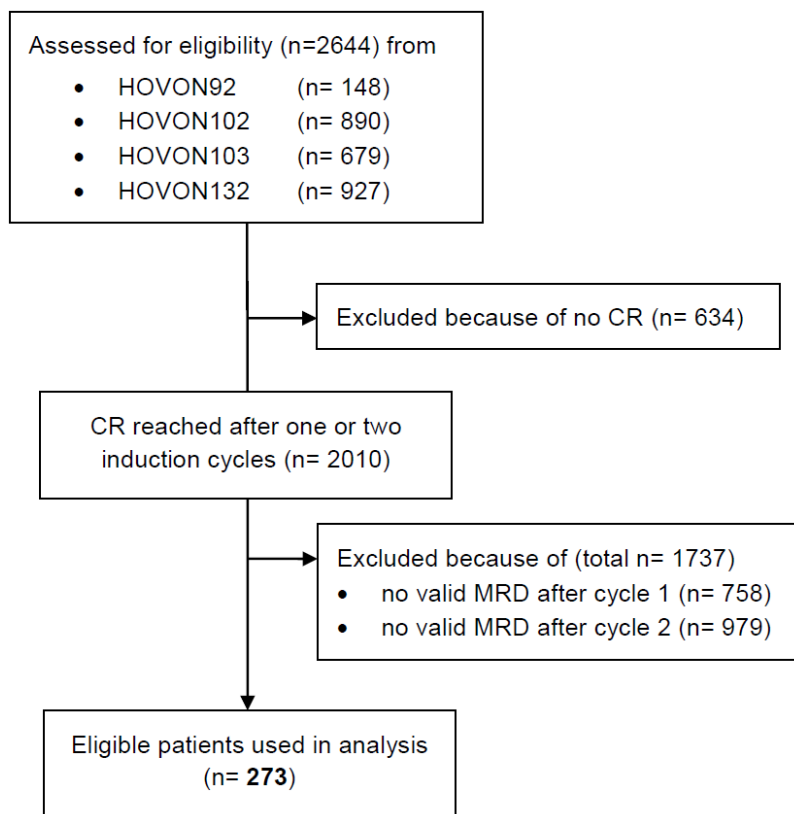 Assessed for eligibility (n=2644) from
• HOVON92 (n= 148)
• HOVON102 (n= 890)
• HOVON103 (n= 679)
• HOVON132 (n= 927)
Excluded because of no CR (n= 634)
CR reached after one or two
induction cycles (n= 2010)
Excluded because of (total n= 1737)
• no valid MRD after cycle 1 (n= 758)
• no valid MRD after cycle 2 (n= 979)
Eligible patients used in analysis
(n= 273)